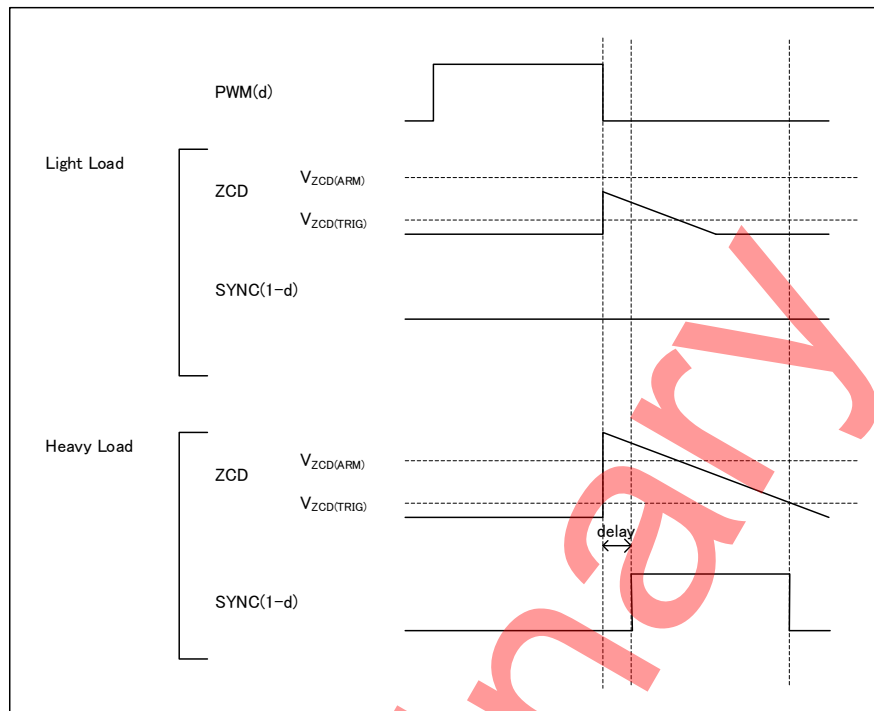 PWM(d)
Light Load
ZCD
VZCD(ARM)
VZCD(TRIG)
SYNC(1-d)
Heavy Load
ZCD
VZCD(ARM)
VZCD(TRIG)
delay
SYNC(1-d)
nary